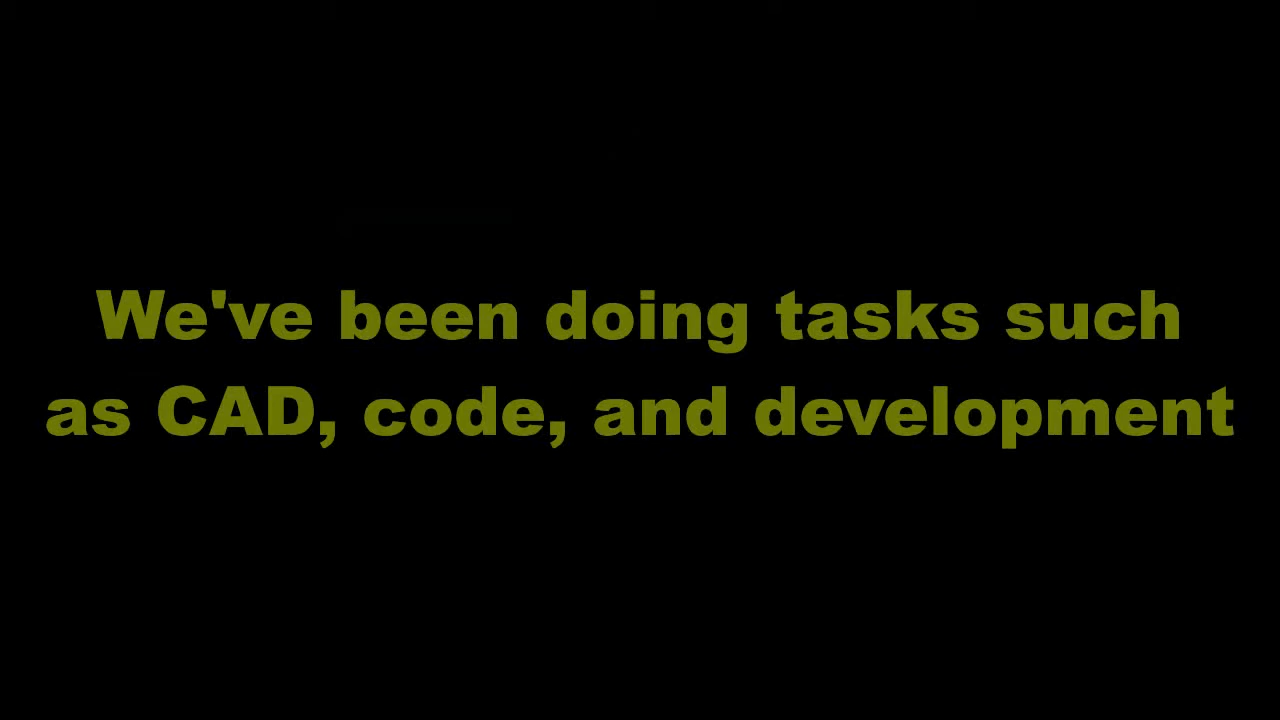 We've been doing tasks such
as CAD, code, and development